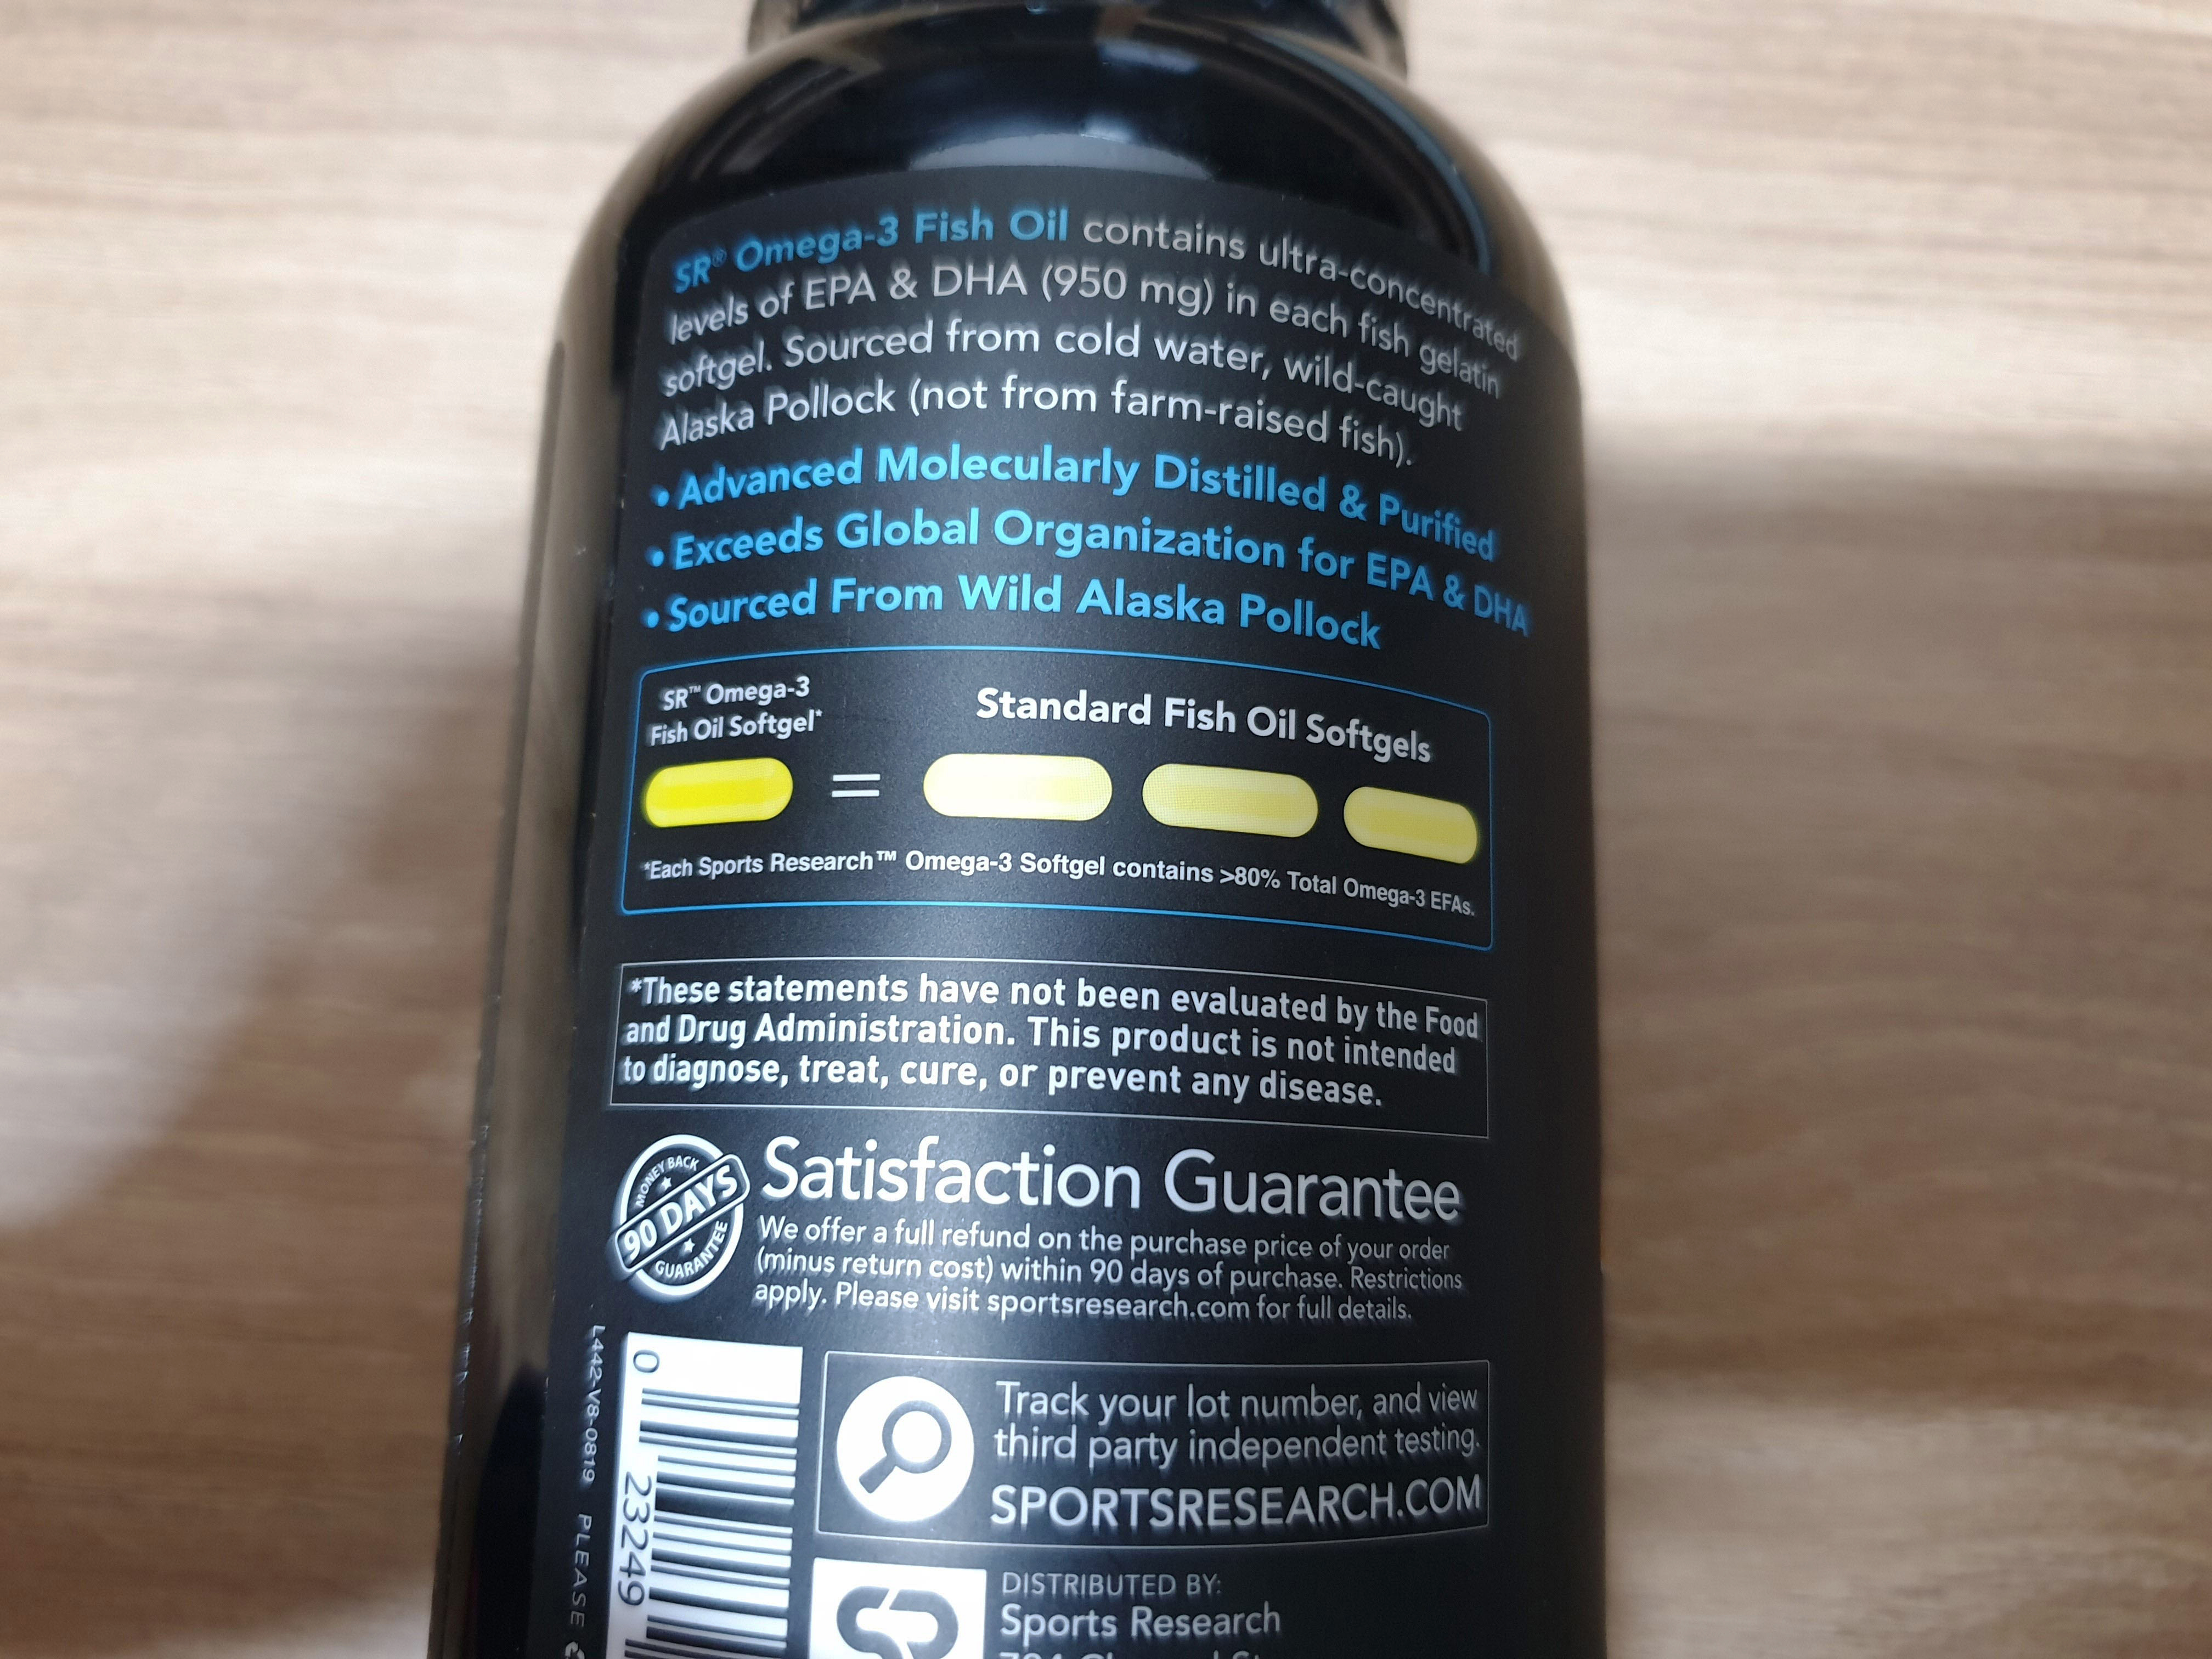 SR® Omega-3 Fish Oil contains ultra-concentrated
levels of EPA & DHA (950 mg) in each fish gelatin
softgel. Sourced from cold water, wild-caught
Alaska Pollock (not from farm-raised fish).
• Advanced Molecularly Distilled & Purified
• Exceeds Global Organization for EPA & DHA
• Sourced From Wild Alaska Pollock
SR™ Omega-3
Fish Oil Softgel*
=
Standard Fish Oil Softgels
*Each Sports Research™ Omega-3 Softgel contains >80% Total Omega-3 EFAs.
*These statements have not been evaluated by the Food
and Drug Administration. This product is not intended
to diagnose, treat, cure, or prevent any disease.
MONEY BACK
90 DAYS
GUARANTEE
Satisfaction Guarantee
We offer a full refund on the purchase price of your order
(minus return cost) within 90 days of purchase. Restrictions
apply. Please visit sportsresearch.com for full details.
L442-V8-0819 PLEASE
0 23249
Track your lot number, and view
third party independent testing.
SPORTSRESEARCH.COM
SR
DISTRIBUTED BY:
Sports Research